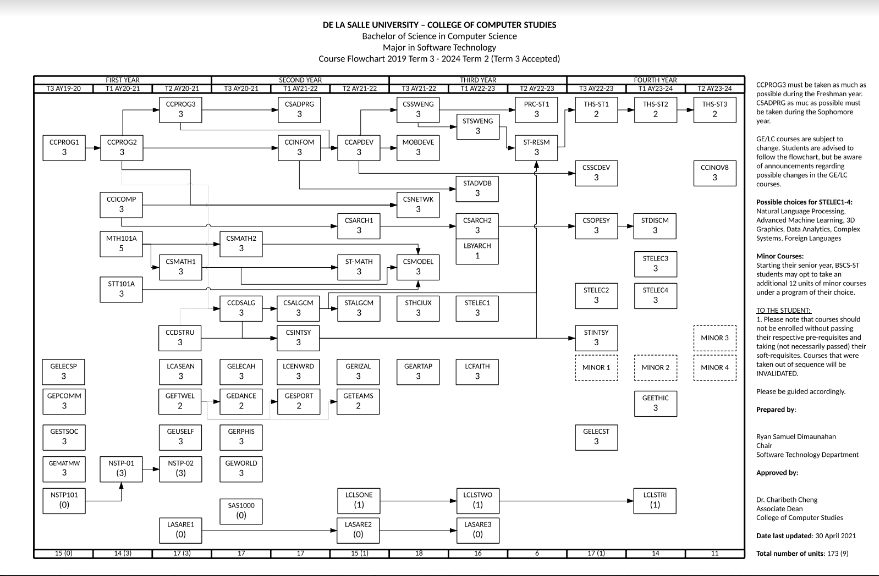 DE LA SALLE UNIVERSITY – COLLEGE OF COMPUTER STUDIES
Bachelor of Science in Computer Science
Major in Software Technology
Course Flowchart 2019 Term 3 - 2024 Term 2 (Term 3 Accepted)
FIRST YEAR SECOND YEAR THIRD YEAR FOURTH YEAR
T3 AY19-20 T1 AY20-21 T2 AY20-21 T3 AY20-21 T1 AY21-22 T2 AY21-22 T3 AY21-22 T1 AY22-23 T2 AY22-23 T3 AY22-23 T1 AY23-24 T2 AY23-24
CCPROG3 CSADPRG CSSWENG PRC-ST1 THS-ST1 THS-ST2 THS-ST3
3 3 3 3 2 2 2
STSWENG
3
CCPROG1 CCPROG2 CCINFOM CCAPDEV MOBDEVE ST-RESM
3 3 3 3 3 3
CSSCDEV CCINOV8
3 3
STADVDB
3
CCICOMP CSNETWK
3 3
CSARCH1 CSARCH2 CSOPESY STDISCM
3 3 3 3
MTH101A CSMATH2 LBYARCH
5 3 1
CSMATH1 ST-MATH CSMODEL STELEC3
3 3 3 3
STT101A STELEC2 STELEC4
3 3 3
CCDSALG CSALGCM STALGCM STHCIUX STELEC1
3 3 3 3 3
CCDSTRU CSINTSY STINTSY MINOR 3
3 3 3
GELECSP LCASEAN GELECAH LCENWRD GERIZAL GEARTAP LCFAITH MINOR 1 MINOR 2 MINOR 4
3 3 3 3 3 3 3
GEPCOMM GEFTWEL GEDANCE GESPORT GETEAMS GEETHIC
3 2 2 2 2 3
GESTSOC GEUSELF GERPHIS GELECST
3 3 3 3
GEMATMW NSTP-01 NSTP-02 GEWORLD
3 (3) (3) 3
NSTP101 SAS1000 LCLSONE LCLSTWO LCLSTRI
(0) (0) (1) (1) (1)
LASARE1 LASARE2 LASARE3
(0) (0) (0)
15 (0) 14 (3) 17 (3) 17 17 15 (1) 18 16 6 17 (1) 14 11
CCPROG3 must be taken as much as
possible during the Freshman year.
CSADPRG as muc as possible must
be taken during the Sophomore
year.
GE/LC courses are subject to
change. Students are advised to
follow the flowchart, but be aware
of announcements regarding
possible changes in the GE/LC
courses.
Possible choices for STELEC1-4:
Natural Language Processing,
Advanced Machine Learning, 3D
Graphics, Data Analytics, Complex
Systems, Foreign Languages
Minor Courses:
Starting their senior year, BSCS-ST
students may opt to take an
additional 12 units of minor courses
under a program of their choice.
TO THE STUDENT:
1. Please note that courses should
not be enrolled without passing
their respective pre-requisites and
taking (not necessarily passed) their
soft-requisites. Courses that were
taken out of sequence will be
INVALIDATED.
Please be guided accordingly.
Prepared by:
Ryan Samuel Dimaunahan
Chair
Software Technology Department
Approved by:
Dr. Charibeth Cheng
Associate Dean
College of Computer Studies
Date last updated: 30 April 2021
Total number of units: 173 (9)